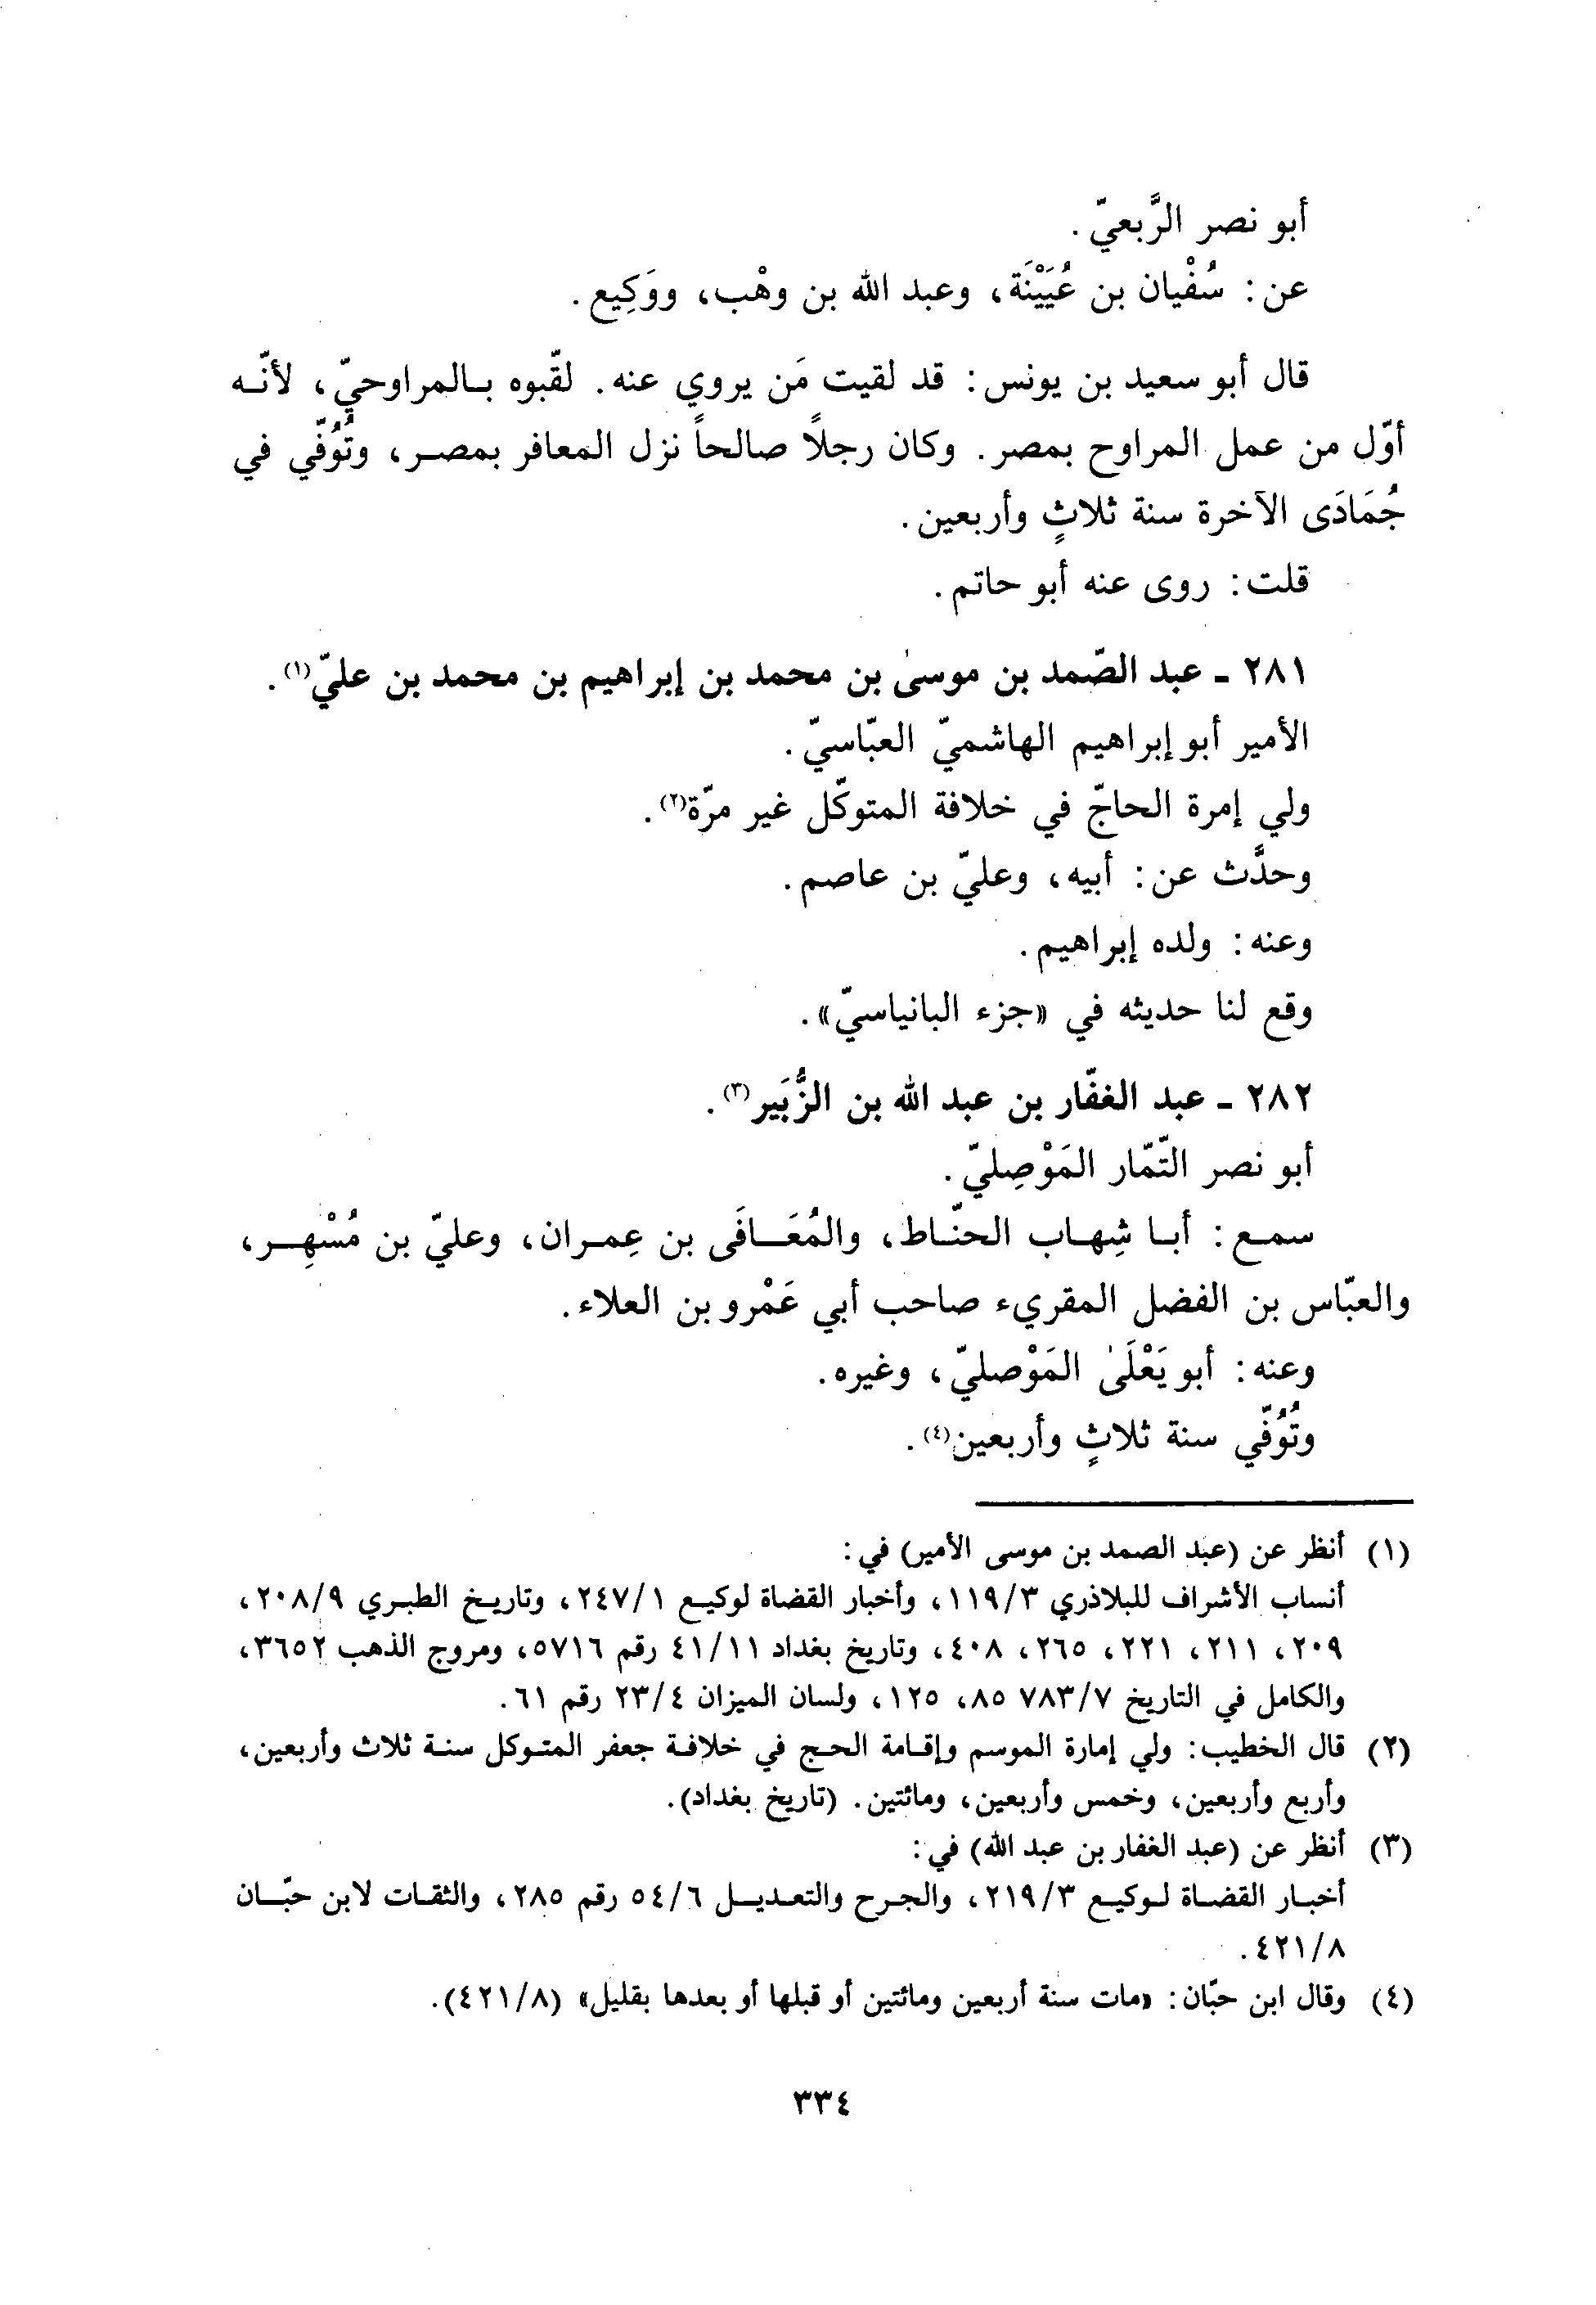 أبو نصر الرَّبعيّ.
عن: سُفْيان بن عُيَيْنَة، وعبد الله بن وهْب، ووَكِيع.
قال أبو سعيد بن يونس: قد لقيت مَن يروي عنه. لقّبوه بالمراوحيّ، لأنّه
أوّل من عمل المراوح بمصر. وكان رجلاً صالحاً نزل المعافر بمصر، وتُوُفّي في
جُمَادَى الآخرة سنة ثلاثٍ وأربعين.
قلت: روى عنه أبو حاتم.
٢٨١ - عبد الصّمد بن موسىٰ بن محمد بن إبراهيم بن محمد بن عليّ(١).
الأمير أبو إبراهيم الهاشميّ العبّاسيّ.
ولي إمرة الحاجّ في خلافة المتوكّل غير مرّة(٢).
وحدَّث عن: أبيه، وعليّ بن عاصم.
وعنه: ولده إبراهيم.
وقع لنا حديثه في «جزء البانياسيّ».
٢٨٢ - عبد الغفّار بن عبد الله بن الزُّبَير(٣).
أبو نصر التّمّار المَوْصِليّ.
سمع: أبا شِهاب الحنّاط، والمُعَافَى بن عِمران، وعليّ بن مُسْهِر،
والعبّاس بن الفضل المقريء صاحب أبي عَمْرو بن العلاء.
وعنه: أبو يَعْلَىٰ المَوْصليّ، وغيره.
وتُوُفّي سنة ثلاثٍ وأربعين(٤).
(١) أنظر عن (عبد الصمد بن موسى الأمير) في:
أنساب الأشراف للبلاذري ٣/ ١١٩، وأخبار القضاة لوكيع ١/ ٢٤٧، وتاريخ الطبري ٩/ ٢٠٨،
٢٠٩، ٢١١، ٢٢١، ٢٦٥، ٤٠٨، وتاريخ بغداد ١١/ ٤١ رقم ٥٧١٦، ومروج الذهب ٣٦٥٢،
والكامل في التاريخ ٧/ ٧٨٣ ٨٥، ١٢٥، ولسان الميزان ٤/ ٢٣ رقم ٦١.
(٢) قال الخطيب: ولي إمارة الموسم وإقامة الحج في خلافة جعفر المتوكل سنة ثلاث وأربعين،
وأربع وأربعين، وخمس وأربعين، ومائتين. (تاريخ بغداد).
(٣) أنظر عن (عبد الغفار بن عبد الله) في:
أخبار القضاة لوكيع ٣/ ٢١٩، والجرح والتعديل ٦/ ٥٤ رقم ٢٨٥، والثقات لابن حبّان
٨/ ٤٢١.
(٤) وقال ابن حبّان: «مات سنة أربعين ومائتين أو قبلها أو بعدها بقليل» (٨/ ٤٢١).
٣٣٤